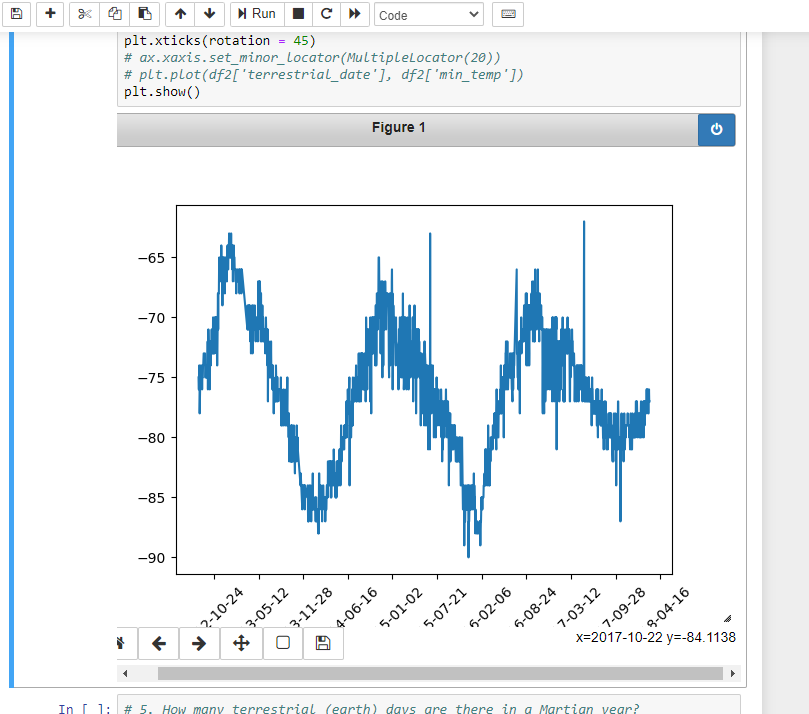 Run
Code
plt.xticks(rotation = 45)
# ax.xaxis.set_minor_locator(MultipleLocator(20))
# plt.plot(df2['terrestrial_date'], df2['min_temp'])
plt.show()
Figure 1
−65
−70
−75
−80
−85
−90
2-10-24
3-05-12
3-11-28
4-06-16
5-01-02
5-07-21
6-02-06
6-08-24
7-03-12
7-09-28
8-04-16
x=2017-10-22 y=-84.1138
In [ ]:
# 5. How many terrestrial (earth) days are there in a Martian year?